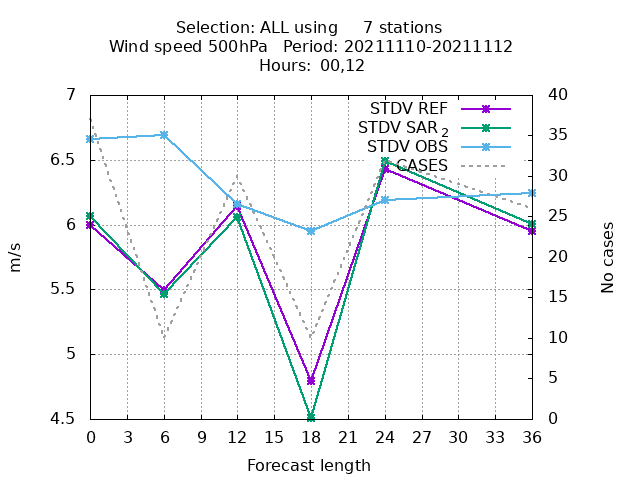 Selection: ALL using 7 stations
Wind speed 500hPa Period: 20211110-20211112
Hours: 00,12
7 40
STDV REF
STDV SAR 2
STDV OBS
CASES
6.5
6
5.5
5
4.5
35
30
25
20
15
10
5
0
m/s
No cases
0 3 6 9 12 15 18 21 24 27 30 33 36
Forecast length